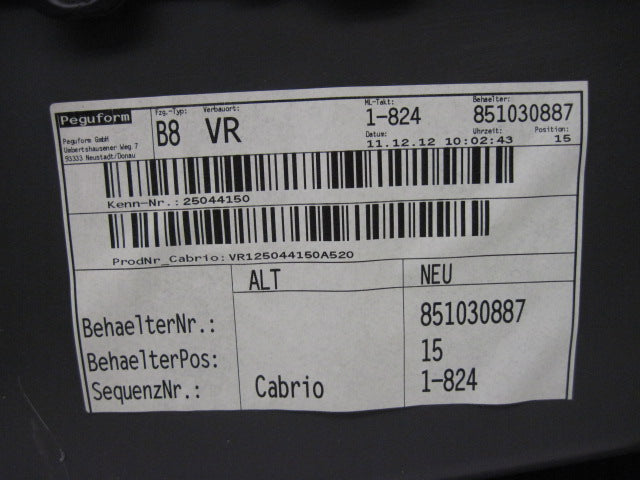 Peguform
Peguform GmbH
Uebertshausener Weg 7
93333 Neustadt/Donau
Fzg.-Typ: Verbauort: ML-Takt: Behaelter:
B8 VR 1-824 851030887
Datum: Uhrzeit: Position:
11.12.12 10:02:43 15
Kenn-Nr.:25044150
ProdNr_Cabrio:VR125044150A520
ALT NEU
BehaelterNr.: 851030887
BehaelterPos: 15
SequenzNr.: Cabrio 1-824